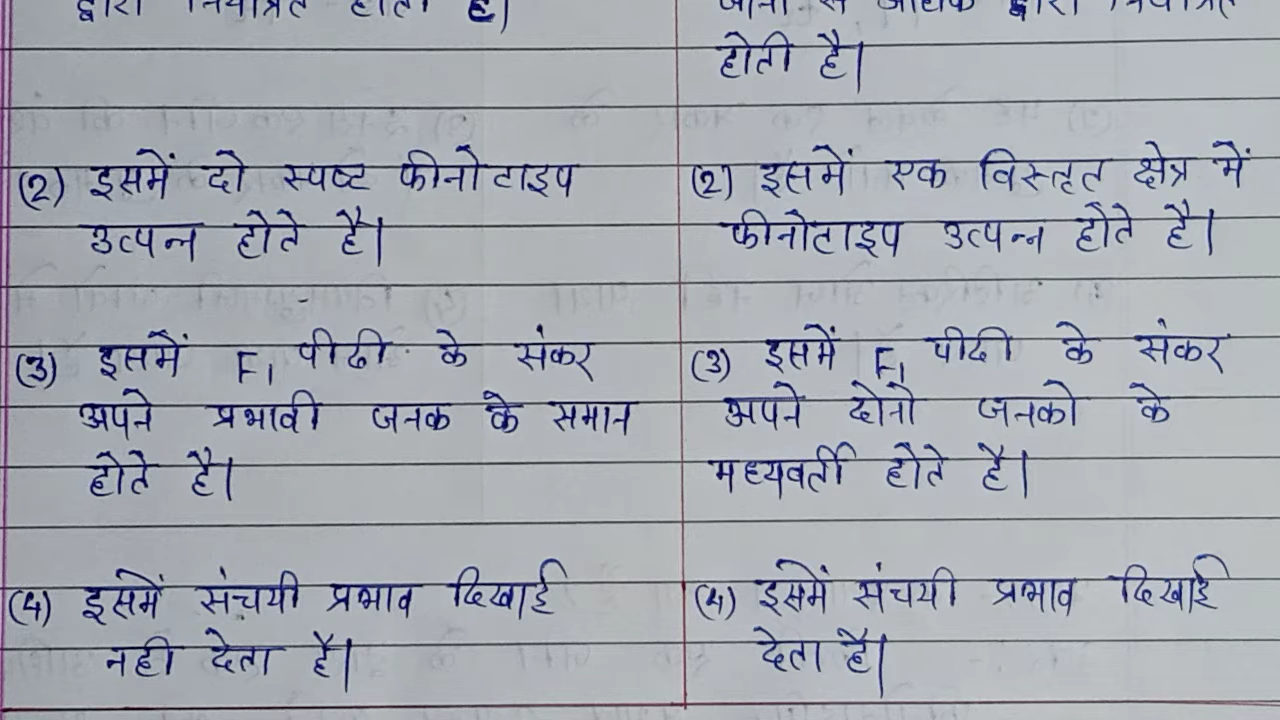 द्वारा नियंत्रित होता है।
होती है।
(2) इसमें दो स्पष्ट फीनोटाइप
उत्पन्न होते है।
(3) इसमें F₁ पीढी के संकर
अपने प्रभावी जनक के समान
होते है।
(4) इसमें संचयी प्रभाव दिखाई
नही देता है।
(2) इसमें एक विस्तृत क्षेत्र में
फीनोटाइप उत्पन्न होते है।
(3) इसमें F₁ पीढी के संकर
अपने दोनो जनको के
मध्यवर्ती होते है।
(4) इसमें संचयी प्रभाव दिखाई
देता है।